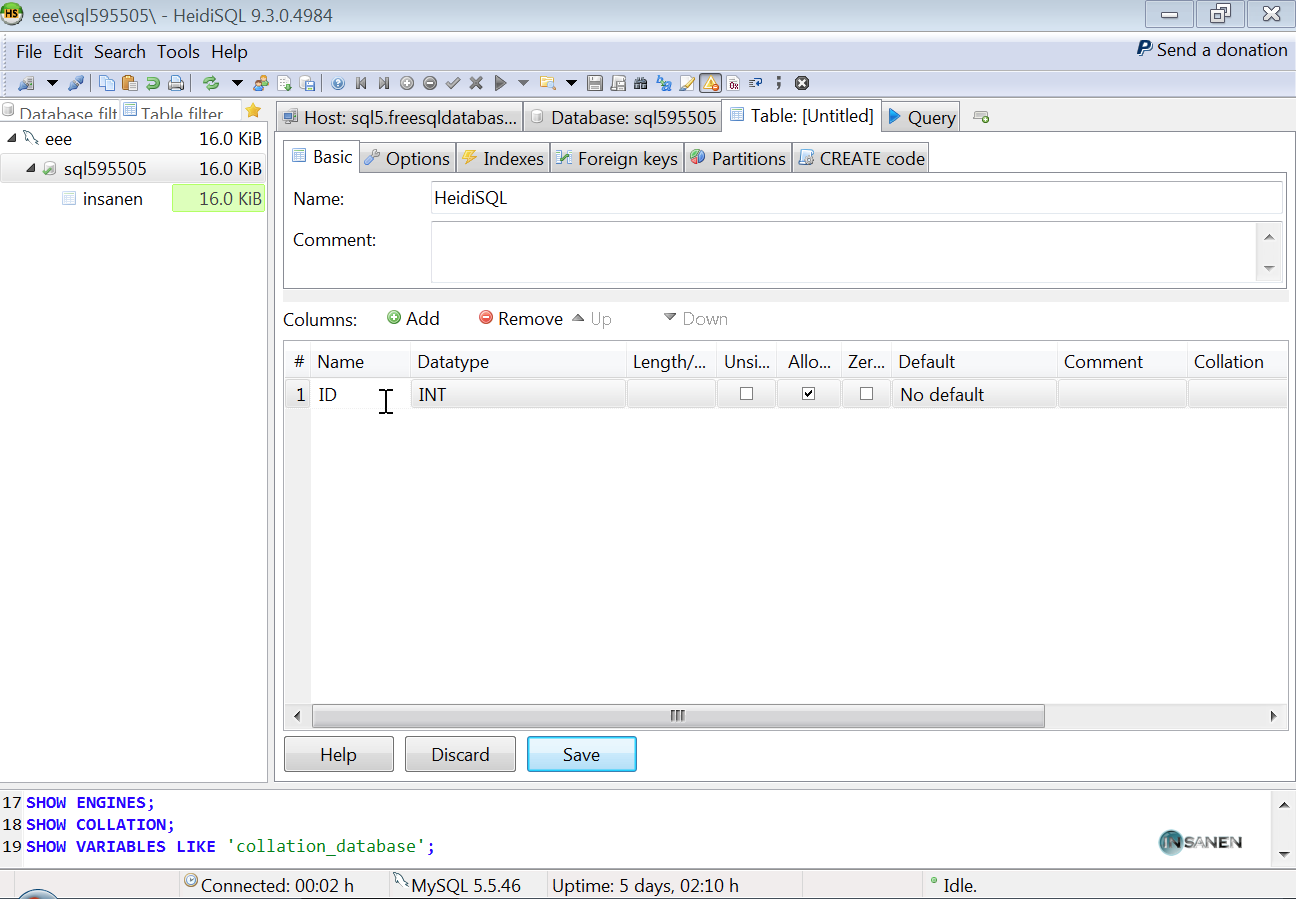 HS eee\sql595505\ - HeidiSQL 9.3.0.4984
File Edit Search Tools Help
Send a donation
Database filt Table filter
Host: sql5.freesqldatabas... Database: sql595505 Table: [Untitled] Query
eee 16.0 KiB
sql595505 16.0 KiB
insanen 16.0 KiB
Basic Options Indexes Foreign keys Partitions CREATE code
Name: HeidiSQL
Comment:
Columns: Add Remove Up Down
# Name Datatype Length/... Unsi... Allo... Zer... Default Comment Collation
1 ID INT No default
Help Discard Save
17 SHOW ENGINES;
18 SHOW COLLATION;
19 SHOW VARIABLES LIKE 'collation_database';
INSANEN
Connected: 00:02 h MySQL 5.5.46 Uptime: 5 days, 02:10 h Idle.